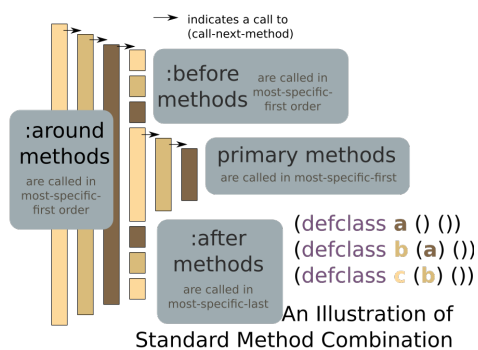 indicates a call to
(call-next-method)
:before
methods
are called in
most-specific-
first order
:around
methods
are called in
most-specific-
first order
primary methods
are called in most-specific-first
:after
methods
are called in
most-specific-last
(defclass a () ())
(defclass b (a) ())
(defclass c (b) ())
An Illustration of
Standard Method Combination